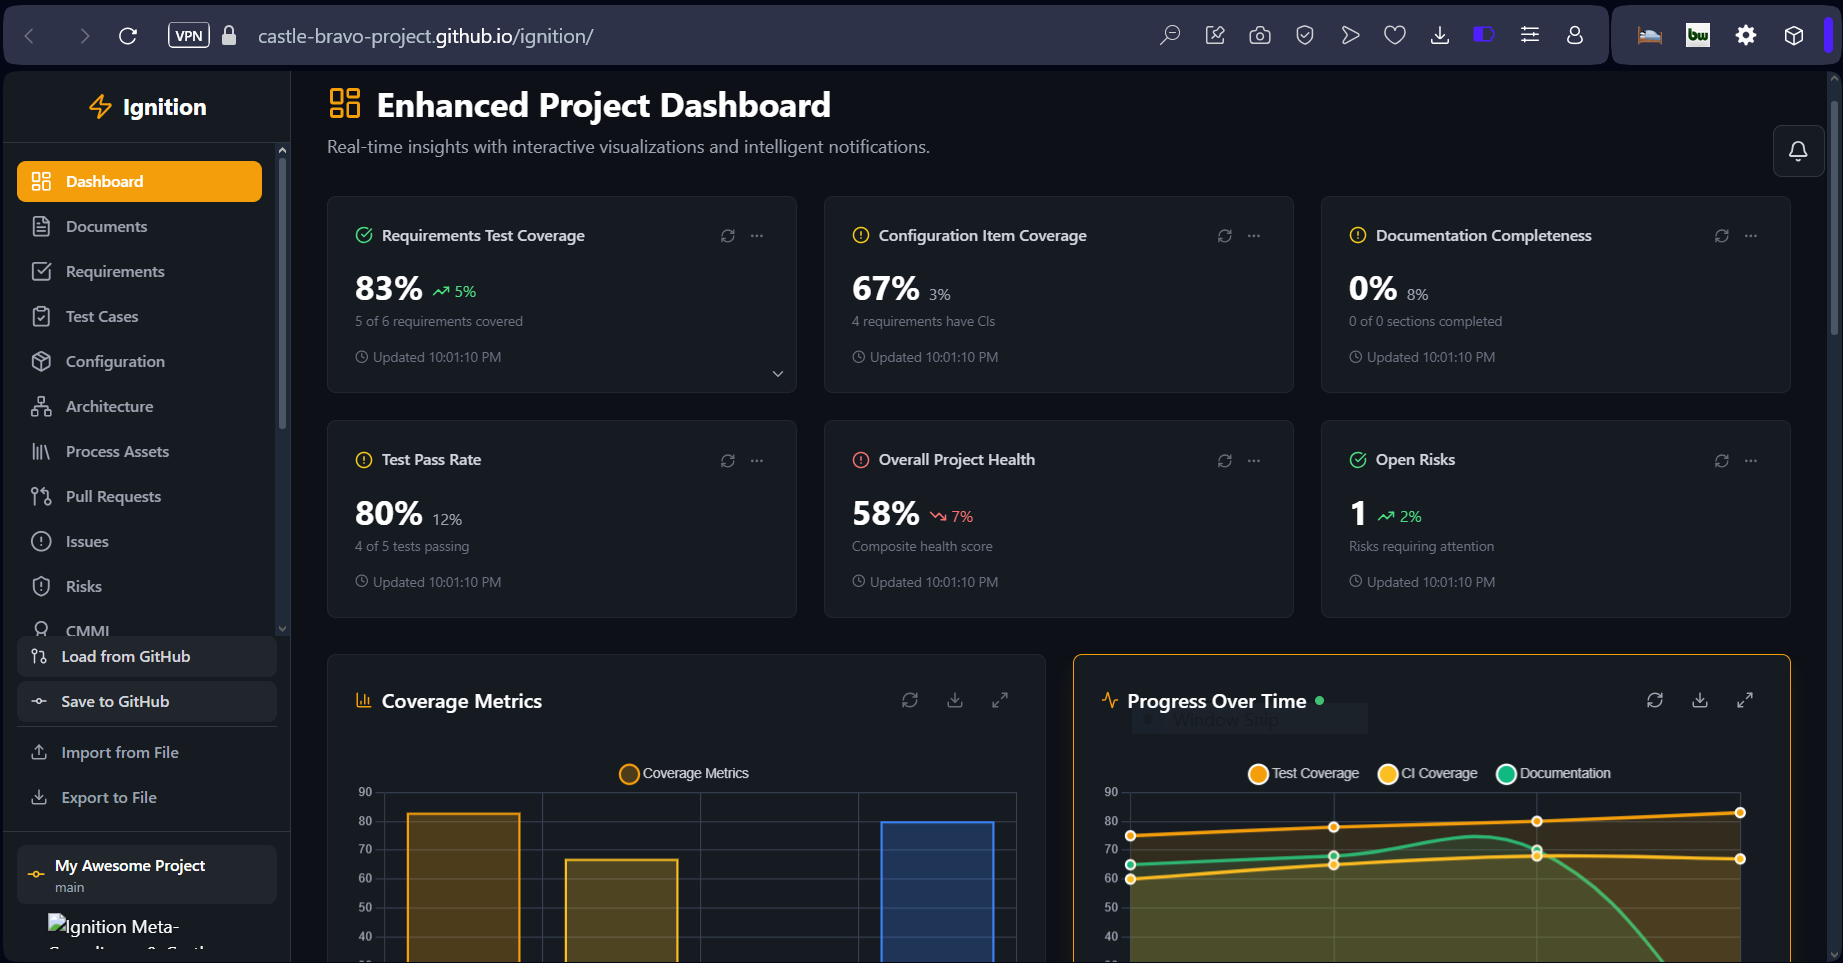 VPN
castle-bravo-project.github.io/ignition/
bw
Ignition
Dashboard
Documents
Requirements
Test Cases
Configuration
Architecture
Process Assets
Pull Requests
Issues
Risks
CMMI
Load from GitHub
Save to GitHub
Import from File
Export to File
My Awesome Project
main
Ignition Meta-
Enhanced Project Dashboard
Real-time insights with interactive visualizations and intelligent notifications.
Requirements Test Coverage
83% 5%
5 of 6 requirements covered
Updated 10:01:10 PM
Configuration Item Coverage
67% 3%
4 requirements have CIs
Updated 10:01:10 PM
Documentation Completeness
0% 8%
0 of 0 sections completed
Updated 10:01:10 PM
Test Pass Rate
80% 12%
4 of 5 tests passing
Updated 10:01:10 PM
Overall Project Health
58% 7%
Composite health score
Updated 10:01:10 PM
Open Risks
1 2%
Risks requiring attention
Updated 10:01:10 PM
Coverage Metrics
Coverage Metrics
90
80
70
60
50
40
Progress Over Time
Window Snip
Test Coverage CI Coverage Documentation
90
80
70
60
50
40